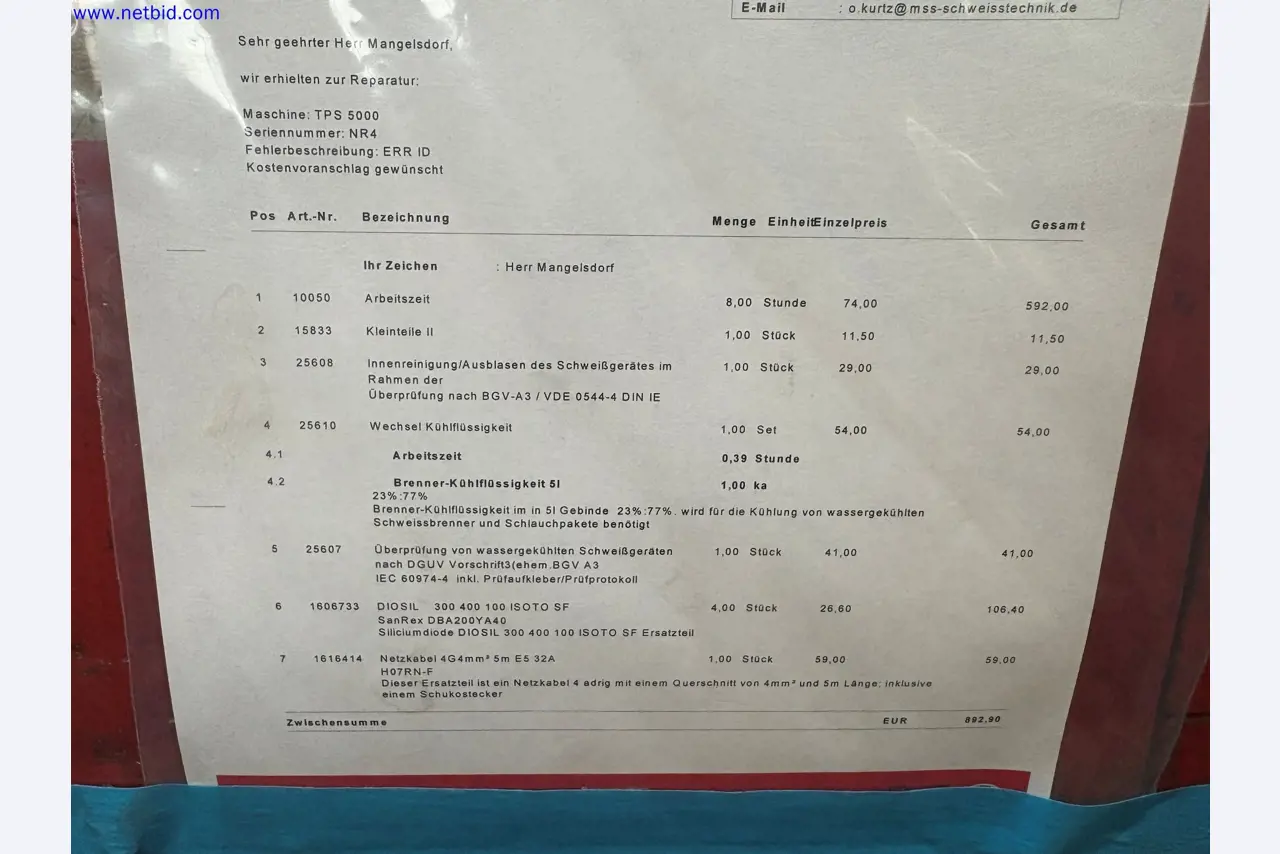 www.netbid.com
E-Mail : o.kurtz@mss-schweisstechnik.de
Sehr geehrter Herr Mangelsdorf,
wir erhielten zur Reparatur:
Maschine: TPS 5000
Seriennummer: NR4
Fehlerbeschreibung: ERR ID
Kostenvoranschlag gewünscht
Pos Art.-Nr. Bezeichnung Menge Einheit Einzelpreis Gesamt
Ihr Zeichen : Herr Mangelsdorf
1 10050 Arbeitszeit 8,00 Stunde 74,00 592,00
2 15833 Kleinteile II 1,00 Stück 11,50 11,50
3 25608 Innenreinigung/Ausblasen des Schweißgerätes im 1,00 Stück 29,00 29,00
Rahmen der
Überprüfung nach BGV-A3 / VDE 0544-4 DIN IE
4 25610 Wechsel Kühlflüssigkeit 1,00 Set 54,00 54,00
4.1 Arbeitszeit 0,39 Stunde
4.2 Brenner-Kühlflüssigkeit 5l 1,00 ka
23%:77%
Brenner-Kühlflüssigkeit im in 5l Gebinde 23%:77%. wird für die Kühlung von wassergekühlten
Schweissbrenner und Schlauchpakete benötigt
5 25607 Überprüfung von wassergekühlten Schweißgeräten 1,00 Stück 41,00 41,00
nach DGUV Vorschrift3(ehem.BGV A3
IEC 60974-4 inkl. Prüfaufkleber/Prüfprotokoll
6 1606733 DIOSIL 300 400 100 ISOTO SF 4,00 Stück 26,60 106,40
SanRex DBA200YA40
Siliciumdiode DIOSIL 300 400 100 ISOTO SF Ersatzteil
7 1616414 Netzkabel 4G4mm² 5m E5 32A 1,00 Stück 59,00 59,00
H07RN-F
Dieser Ersatzteil ist ein Netzkabel 4 adrig mit einem Querschnitt von 4mm² und 5m Länge; inklusive
einem Schukostecker
Zwischensumme EUR 892,90